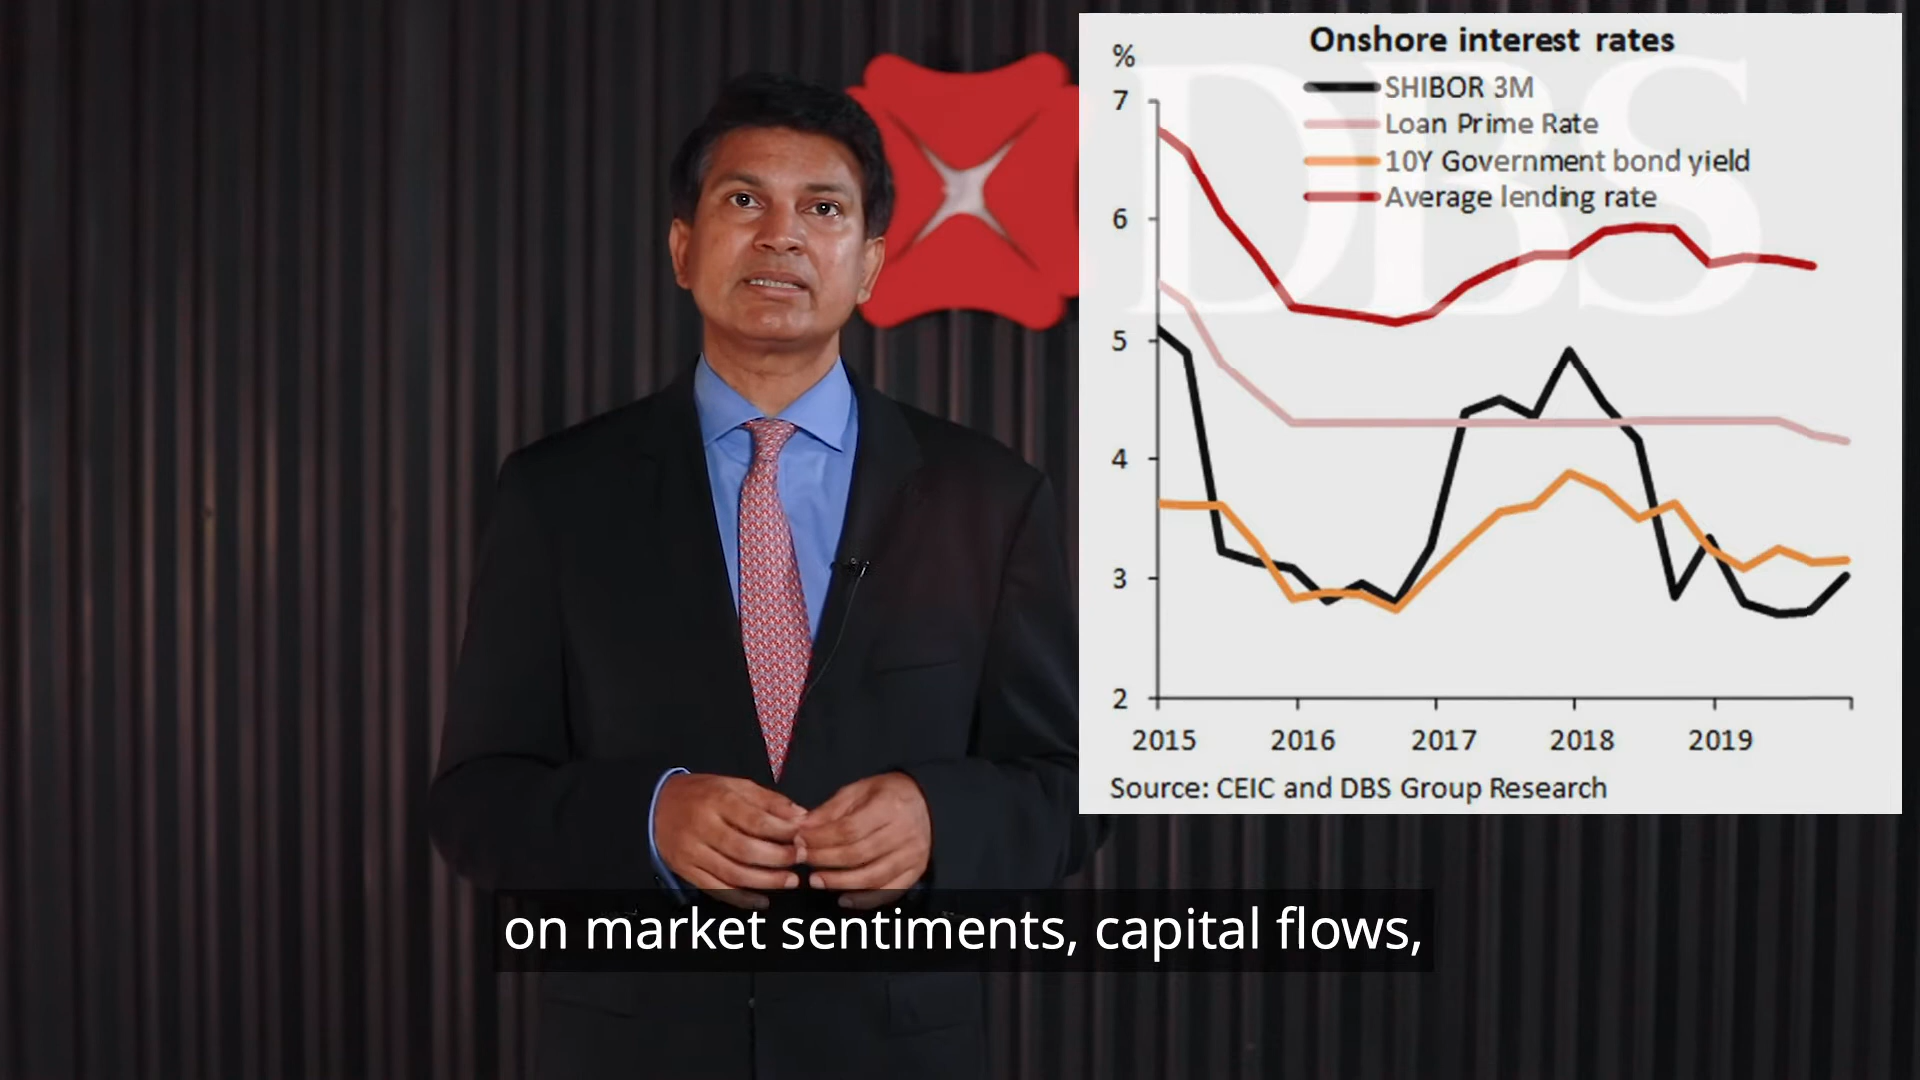 Onshore interest rates
%
SHIBOR 3M
Loan Prime Rate
10Y Government bond yield
Average lending rate
7
6
5
4
3
2
2015 2016 2017 2018 2019
Source: CEIC and DBS Group Research
DBS
on market sentiments, capital flows,